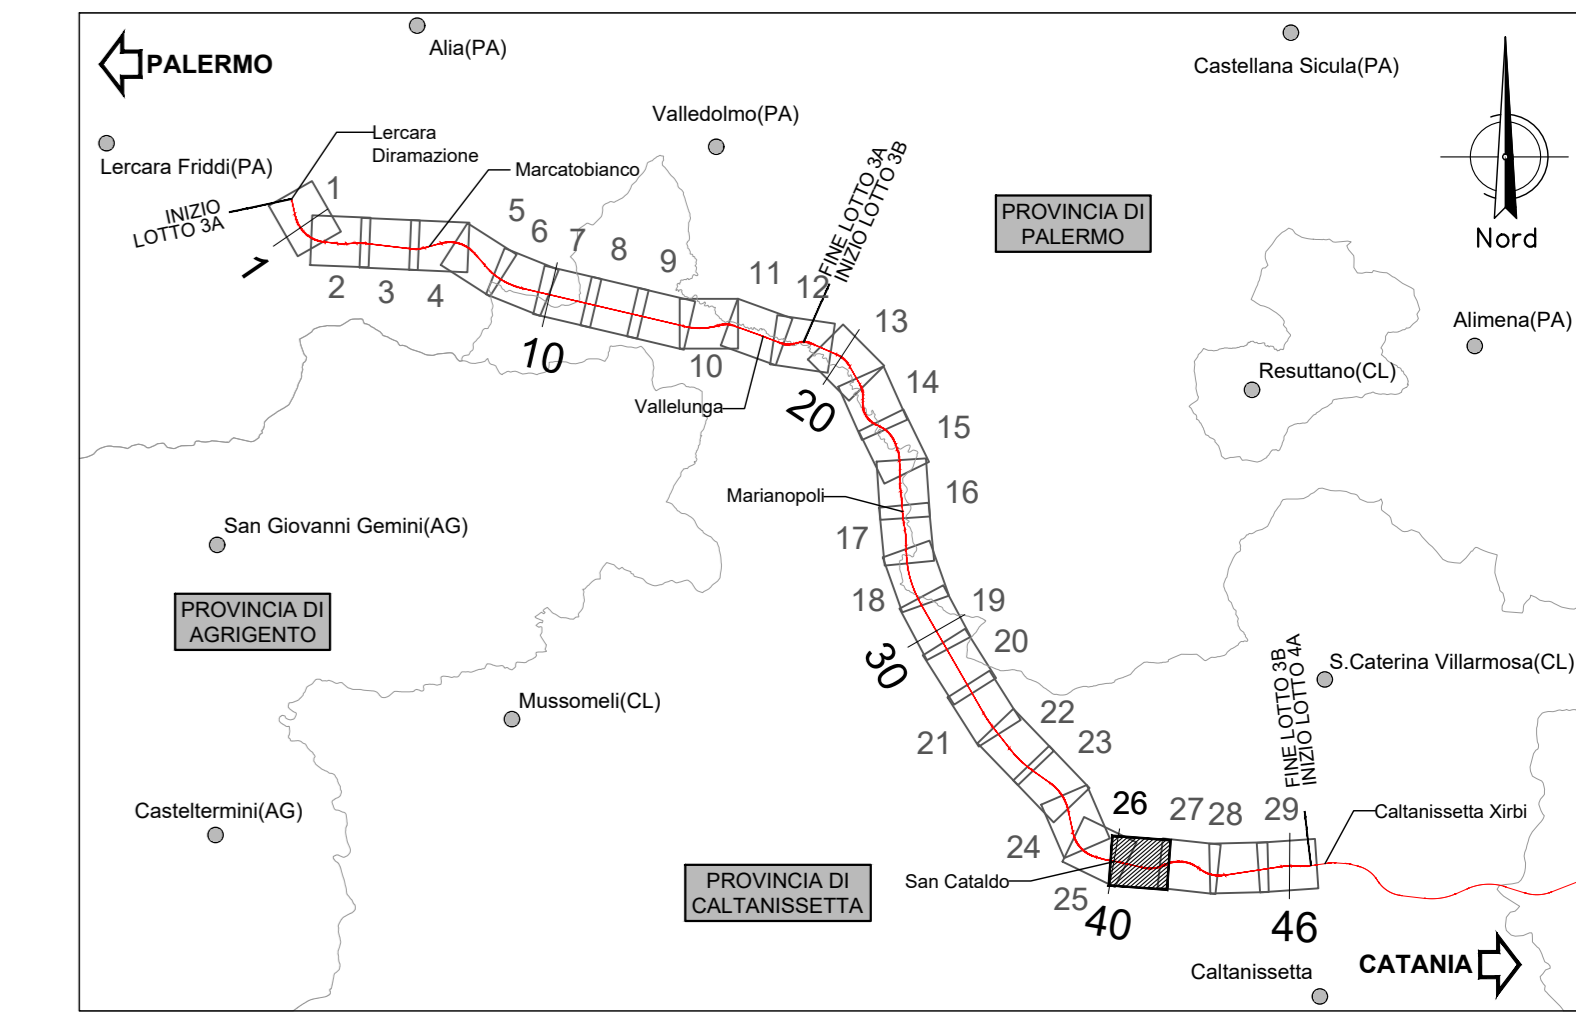 PALERMO
Alia(PA)
Castellana Sicula(PA)
Valledolmo(PA)
Lercara
Diramazione
Lercara Friddi(PA)
Marcatobianco
INIZIO
LOTTO 3A
FINE LOTTO 3A
INIZIO LOTTO 3B
PROVINCIA DI
PALERMO
Nord
1
1
2
3
4
5
6
7
8
9
10
10
11
12
13
Vallelunga
20
14
15
Alimena(PA)
Resuttano(CL)
Marianopoli
16
17
San Giovanni Gemini(AG)
PROVINCIA DI
AGRIGENTO
18
19
20
30
Mussomeli(CL)
21
22
23
S.Caterina Villarmosa(CL)
FINE LOTTO 3B
INIZIO LOTTO 4A
Casteltermini(AG)
24
25
26
27
28
29
Caltanissetta Xirbi
San Cataldo
PROVINCIA DI
CALTANISSETTA
40
46
CATANIA
Caltanissetta